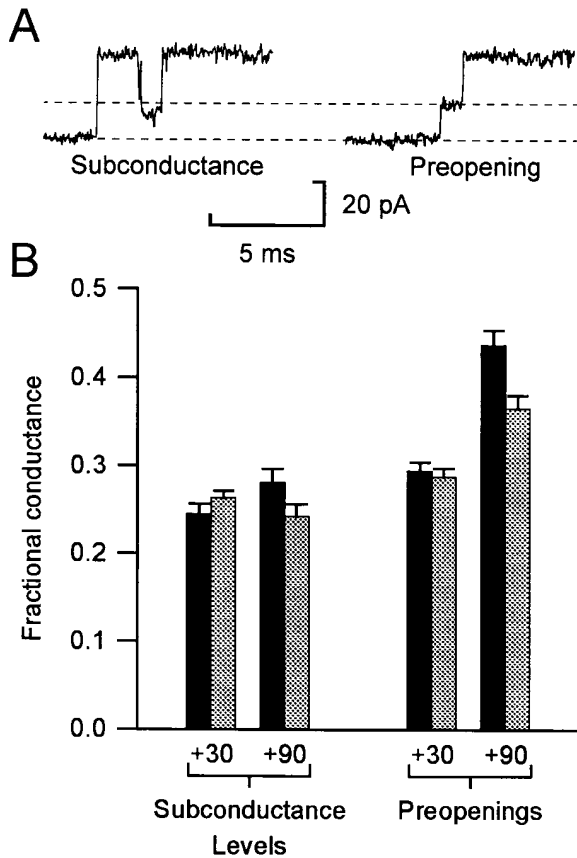 A
Subconductance
Preopening
20 pA
5 ms
B
0.5
0.4
0.3
0.2
0.1
0.0
Fractional conductance
+30 +90 +30 +90
Subconductance Preopenings
Levels